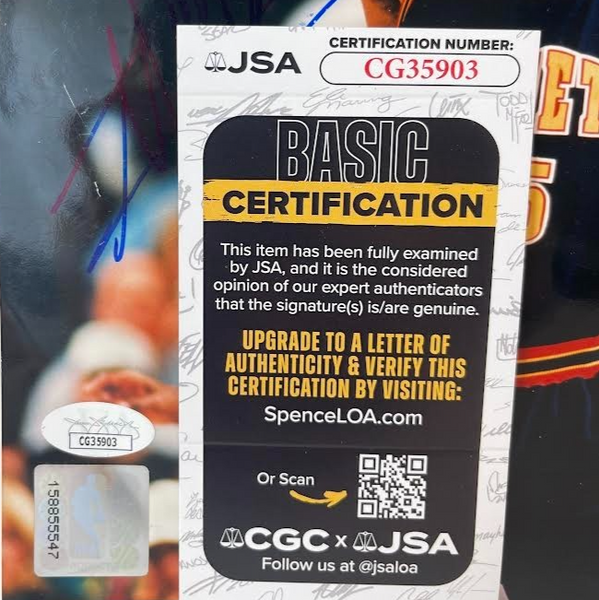 JSA
CERTIFICATION NUMBER:
CG35903
BASIC
CERTIFICATION
This item has been fully examined
by JSA, and it is the considered
opinion of our expert authenticators
that the signature(s) is/are genuine.
UPGRADE TO A LETTER OF
AUTHENTICITY & VERIFY THIS
CERTIFICATION BY VISITING:
SpenceLOA.com
Or Scan
CGC x JSA
Follow us at @jsaloa
CG35903
158855547
ET
5